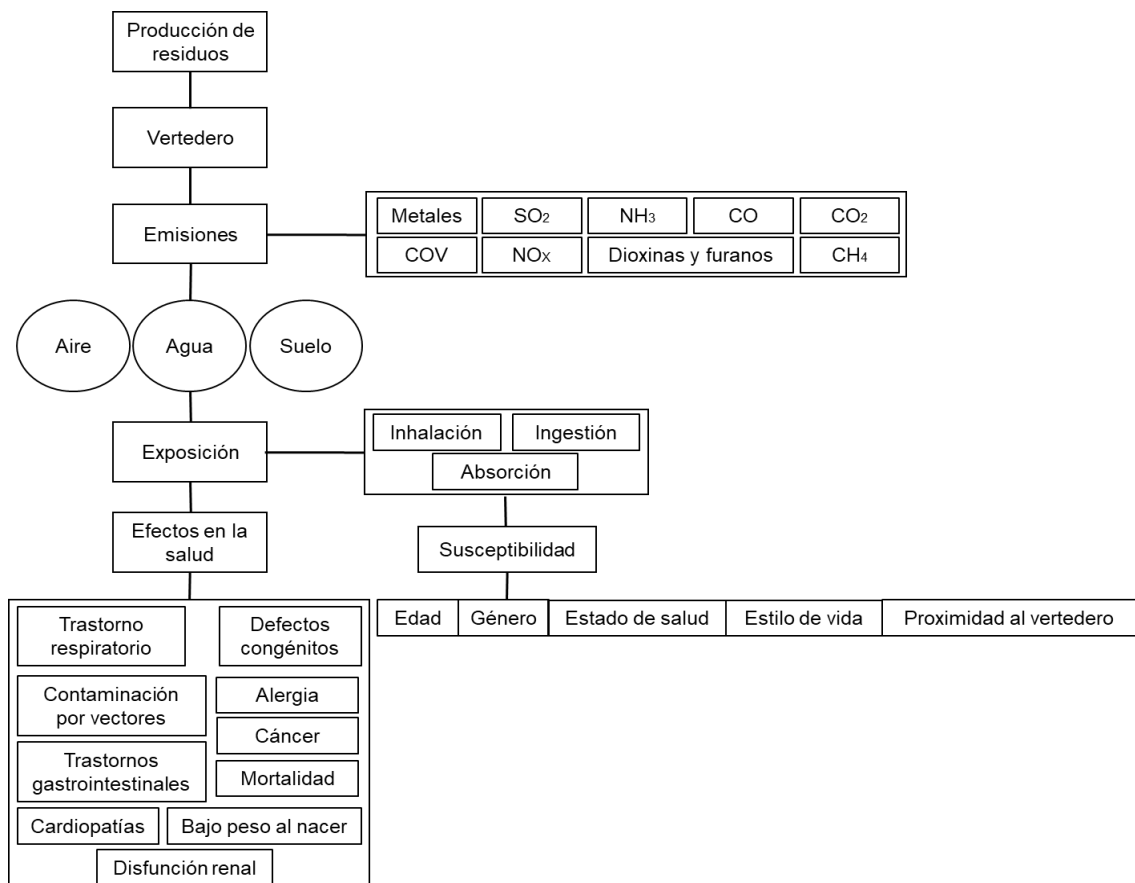 Producción de
residuos
Vertedero
Emisiones
Metales
SO₂
NH₃
CO
CO₂
COV
NOₓ
Dioxinas y furanos
CH₄
Aire
Agua
Suelo
Exposición
Inhalación
Ingestión
Absorción
Efectos en la
salud
Susceptibilidad
Edad
Género
Estado de salud
Estilo de vida
Proximidad al vertedero
Trastorno
respiratorio
Defectos
congénitos
Contaminación
por vectores
Alergia
Cáncer
Trastornos
gastrointestinales
Mortalidad
Cardiopatías
Bajo peso al nacer
Disfunción renal